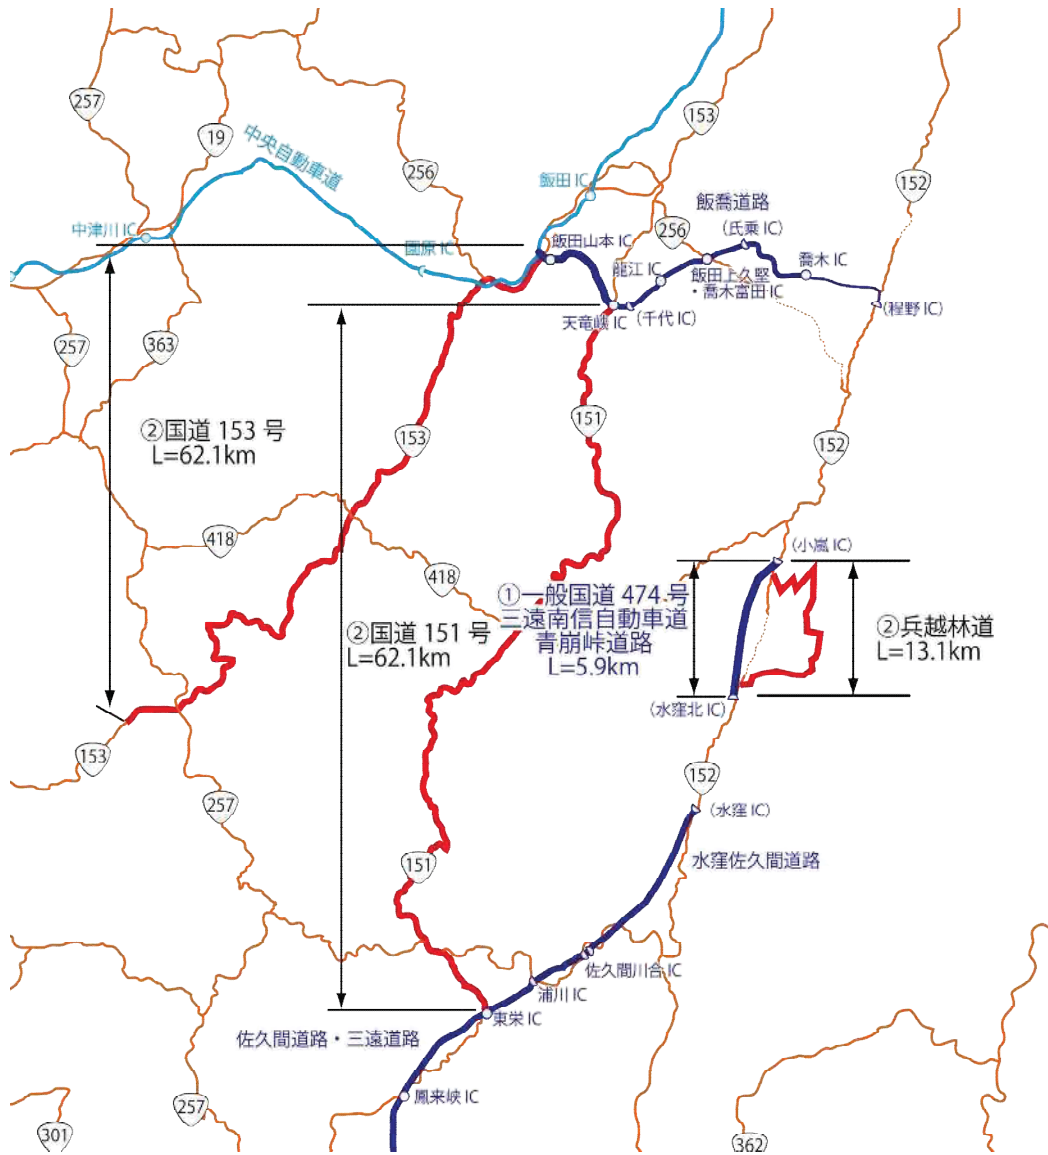 257
19
153
中央自動車道
256
152
飯田 IC
飯喬道路
中津川 IC
256
(氏乗 IC)
飯田山本 IC
園原 IC
龍江 IC
飯田上久堅
・喬木富田 IC
喬木 IC
(程野 IC)
天竜峡 IC
(千代 IC)
257
363
151
②国道 153 号
L=62.1km
153
152
418
(小嵐 IC)
418
①一般国道 474 号
三遠南信自動車道
青崩峠道路
L=5.9km
②国道 151 号
L=62.1km
②兵越林道
L=13.1km
(水窪北 IC)
153
152
257
(水窪 IC)
水窪佐久間道路
151
佐久間川合 IC
浦川 IC
東栄 IC
佐久間道路・三遠道路
鳳来峡 IC
257
301
362